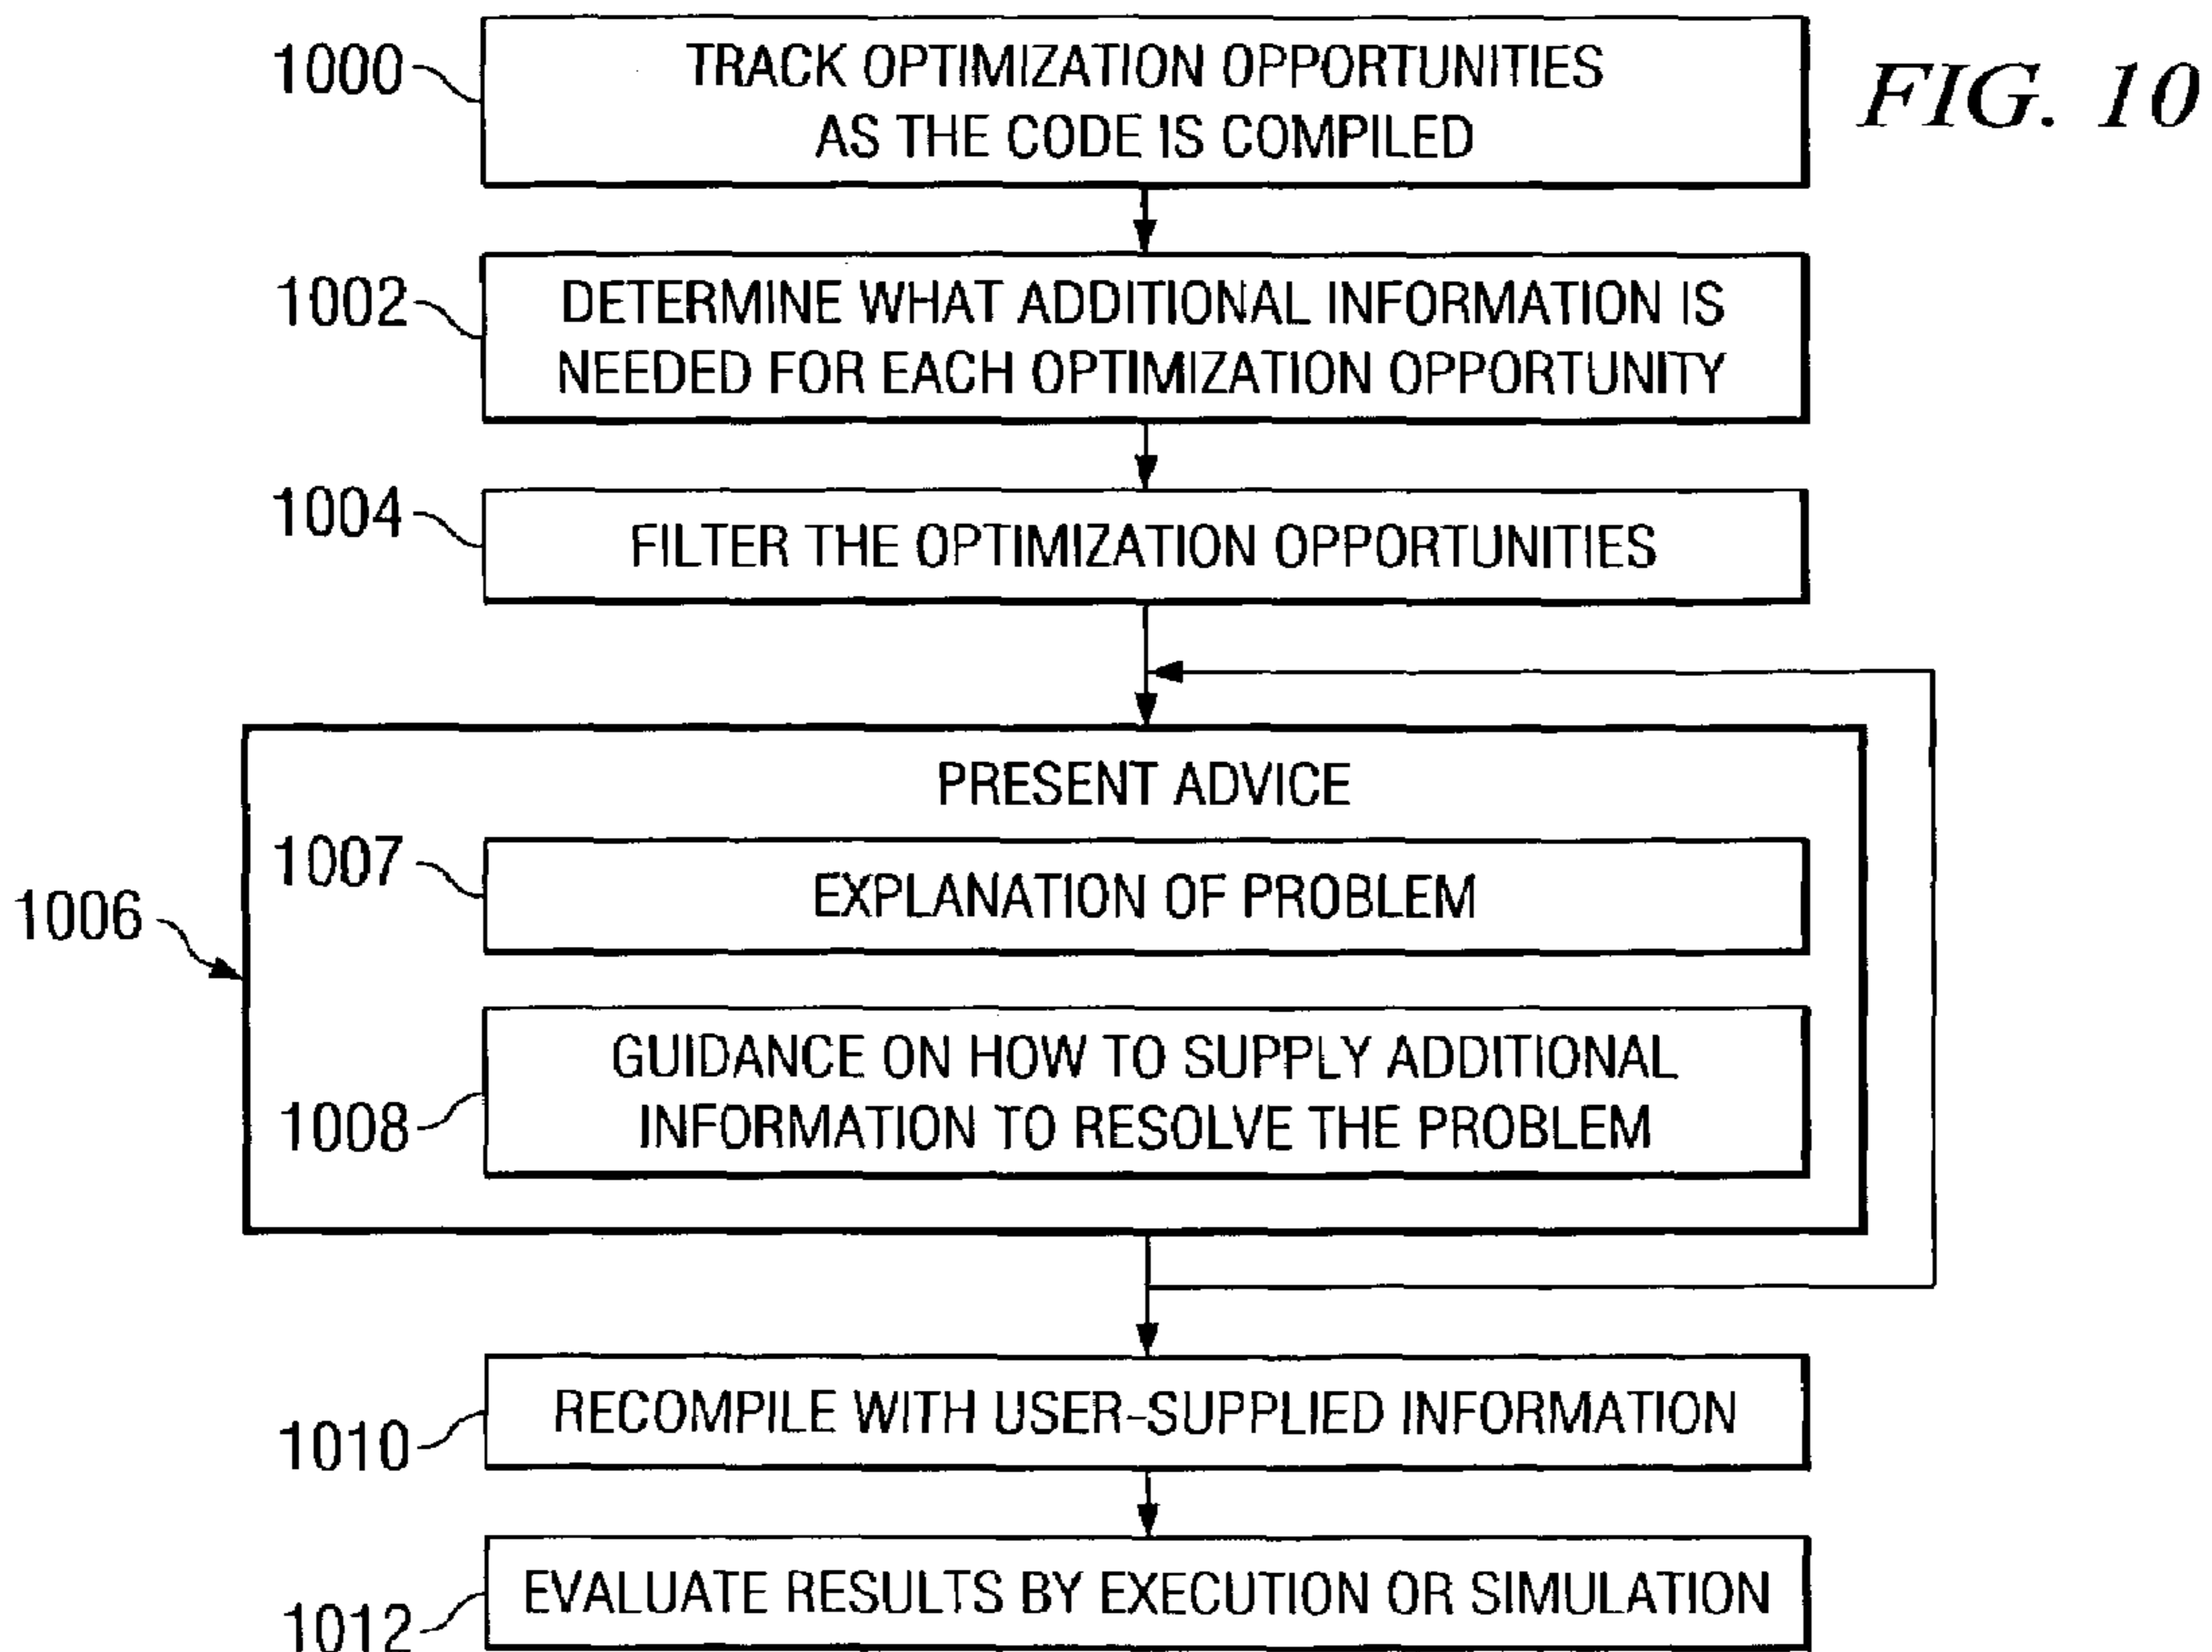 1000
TRACK OPTIMIZATION OPPORTUNITIES
AS THE CODE IS COMPILED
FIG. 10
1002
DETERMINE WHAT ADDITIONAL INFORMATION IS
NEEDED FOR EACH OPTIMIZATION OPPORTUNITY
1004
FILTER THE OPTIMIZATION OPPORTUNITIES
PRESENT ADVICE
1007
EXPLANATION OF PROBLEM
1006
GUIDANCE ON HOW TO SUPPLY ADDITIONAL
INFORMATION TO RESOLVE THE PROBLEM
1008
RECOMPILE WITH USER-SUPPLIED INFORMATION
1010
EVALUATE RESULTS BY EXECUTION OR SIMULATION
1012